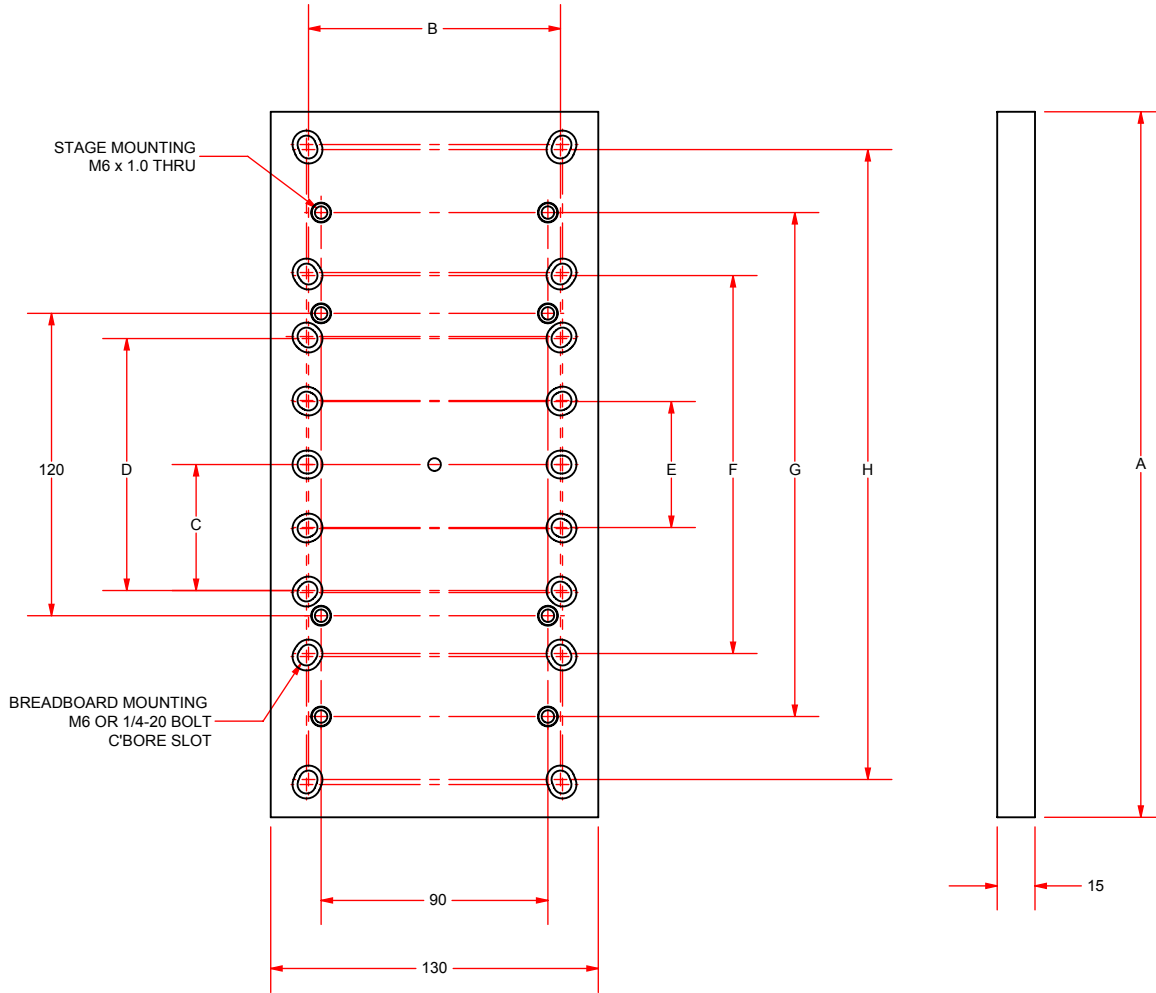 B
STAGE MOUNTING
M6 x 1.0 THRU
120
D
C
E
F
G
H
A
BREADBOARD MOUNTING
M6 OR 1/4-20 BOLT
C'BORE SLOT
90
15
130